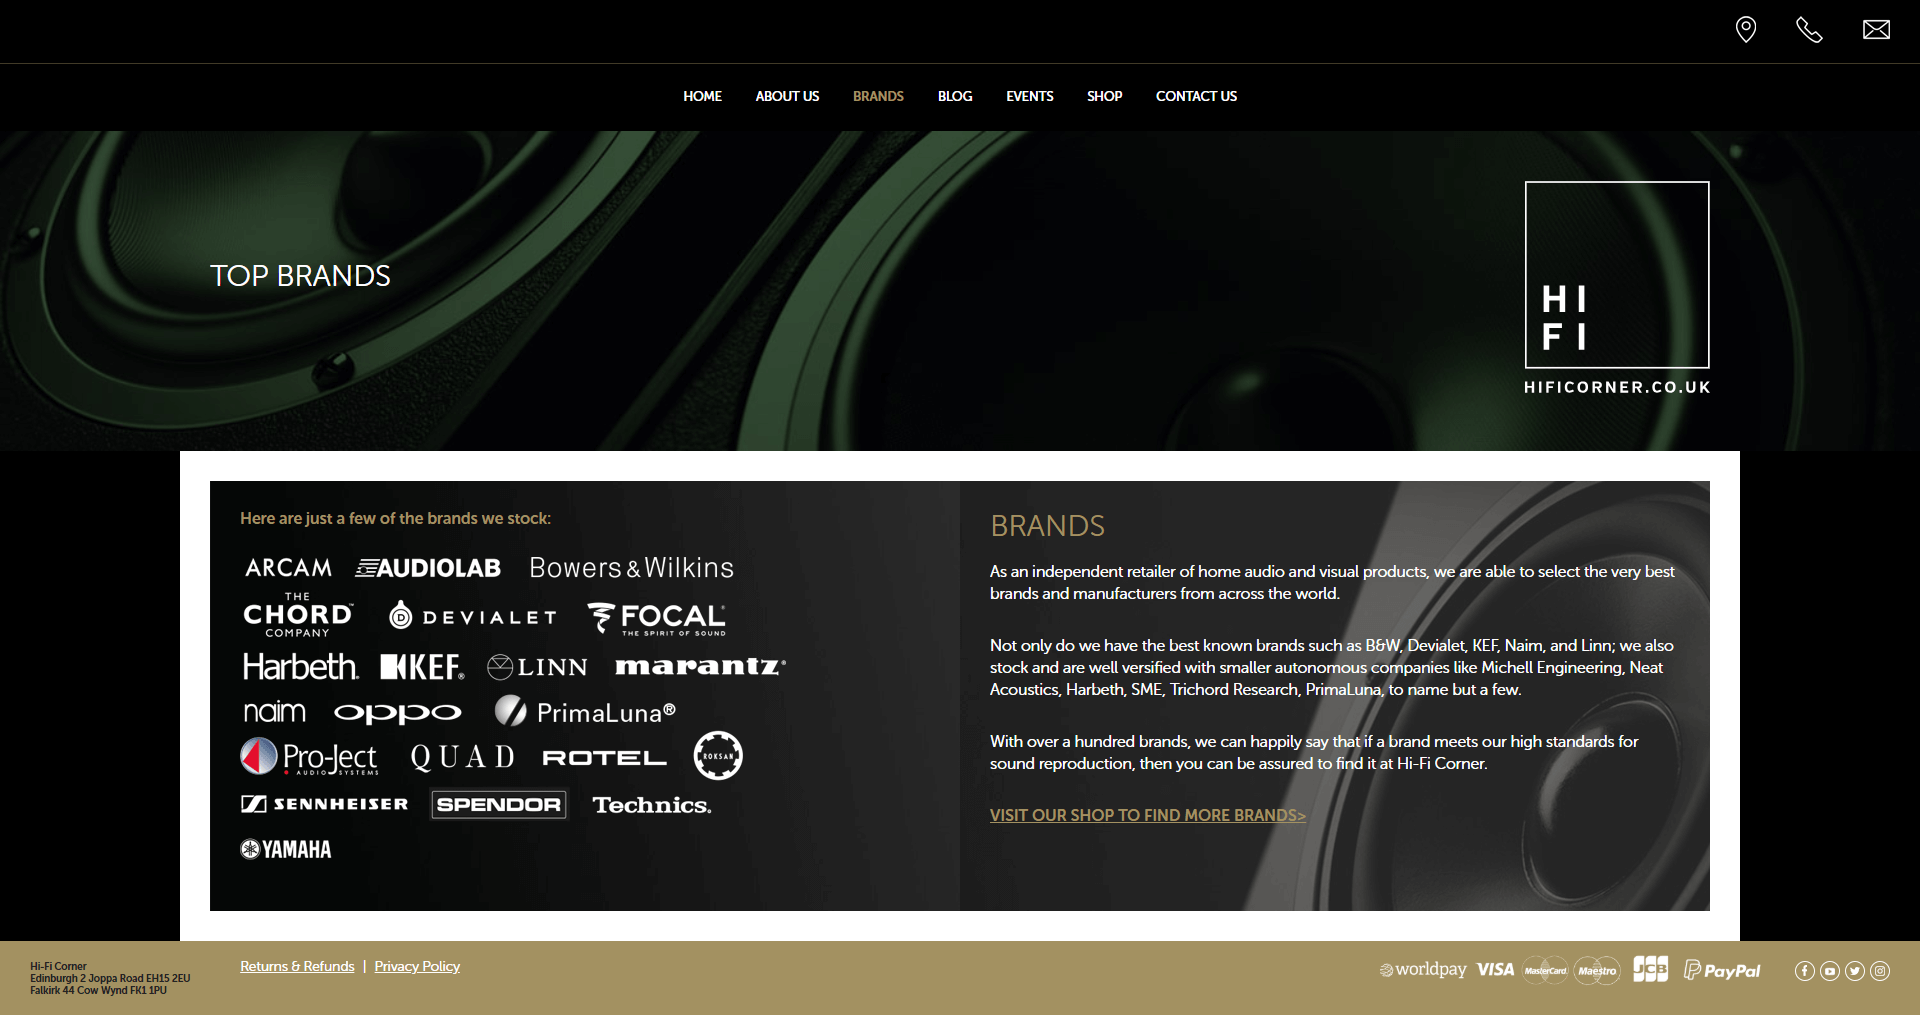 HOME ABOUT US BRANDS BLOG EVENTS SHOP CONTACT US
TOP BRANDS
HI
FI
HIFICORNER.CO.UK
Here are just a few of the brands we stock:
ARCAM AUDIOLAB Bowers & Wilkins
THE CHORD COMPANY™ D DEVIALET FOCAL® THE SPIRIT OF SOUND
Harbeth. KEF® LINN marantz®
naim oppo PrimaLuna®
Pro-Ject AUDIO SYSTEMS QUAD ROTEL ROKSAN
SENNHEISER SPENDOR Technics.
YAMAHA
BRANDS
As an independent retailer of home audio and visual products, we are able to select the very best
brands and manufacturers from across the world.
Not only do we have the best known brands such as B&W, Devialet, KEF, Naim, and Linn; we also
stock and are well versified with smaller autonomous companies like Michell Engineering, Neat
Acoustics, Harbeth, SME, Trichord Research, PrimaLuna, to name but a few.
With over a hundred brands, we can happily say that if a brand meets our high standards for
sound reproduction, then you can be assured to find it at Hi-Fi Corner.
VISIT OUR SHOP TO FIND MORE BRANDS>
Hi-Fi Corner
Edinburgh 2 Joppa Road EH15 2EU
Falkirk 44 Cow Wynd FK1 1PU
Returns & Refunds | Privacy Policy
worldpay VISA MasterCard Maestro JCB PayPal